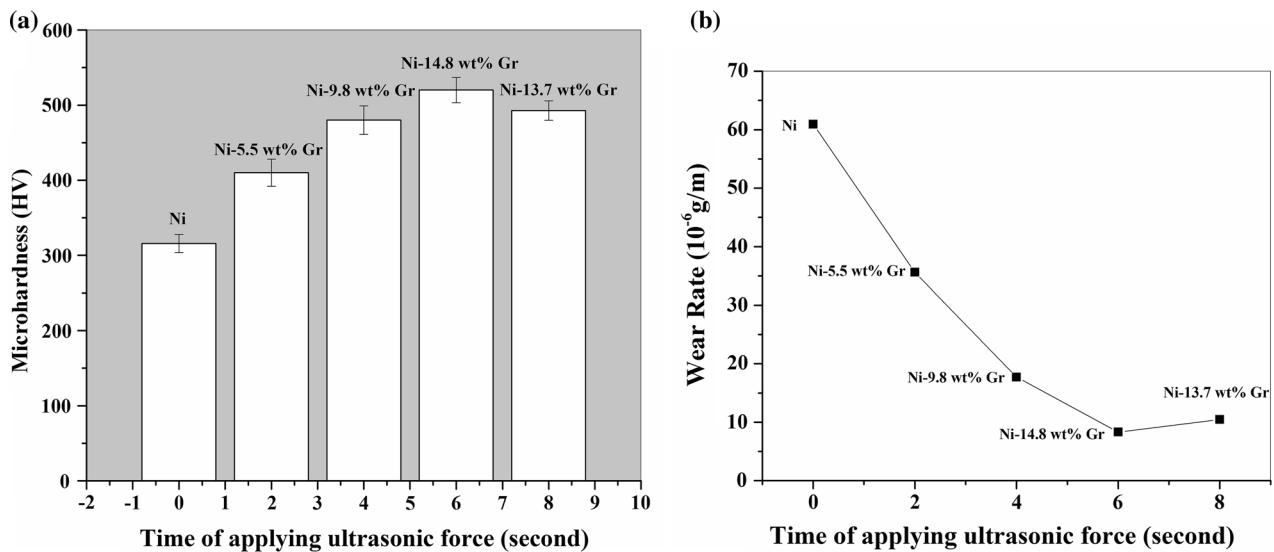 (a)
600
500
400
300
200
100
0
Microhardness (HV)
Ni
Ni-5.5 wt% Gr
Ni-9.8 wt% Gr
Ni-14.8 wt% Gr
Ni-13.7 wt% Gr
-2 -1 0 1 2 3 4 5 6 7 8 9 10
Time of applying ultrasonic force (second)
(b)
70
60
50
40
30
20
10
0
Wear Rate (10⁻⁶g/m)
Ni
Ni-5.5 wt% Gr
Ni-9.8 wt% Gr
Ni-14.8 wt% Gr
Ni-13.7 wt% Gr
0 2 4 6 8
Time of applying ultrasonic force (second)